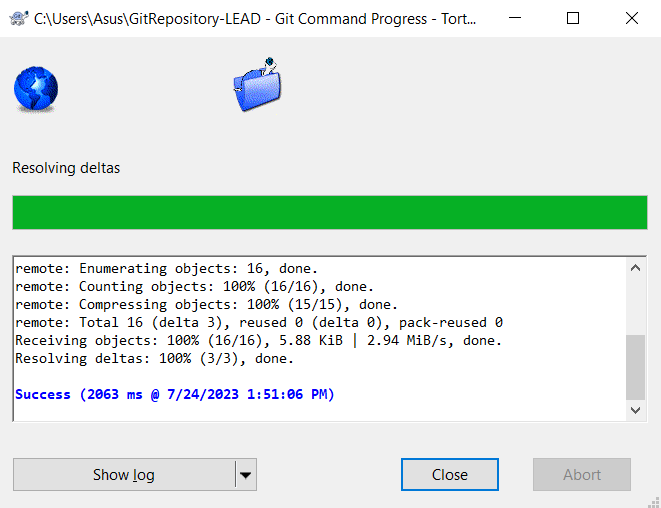 C:\Users\Asus\GitRepository-LEAD - Git Command Progress - Tort...
Resolving deltas
remote: Enumerating objects: 16, done.
remote: Counting objects: 100% (16/16), done.
remote: Compressing objects: 100% (15/15), done.
remote: Total 16 (delta 3), reused 0 (delta 0), pack-reused 0
Receiving objects: 100% (16/16), 5.88 KiB | 2.94 MiB/s, done.
Resolving deltas: 100% (3/3), done.
Success (2063 ms @ 7/24/2023 1:51:06 PM)
Show log
Close
Abort